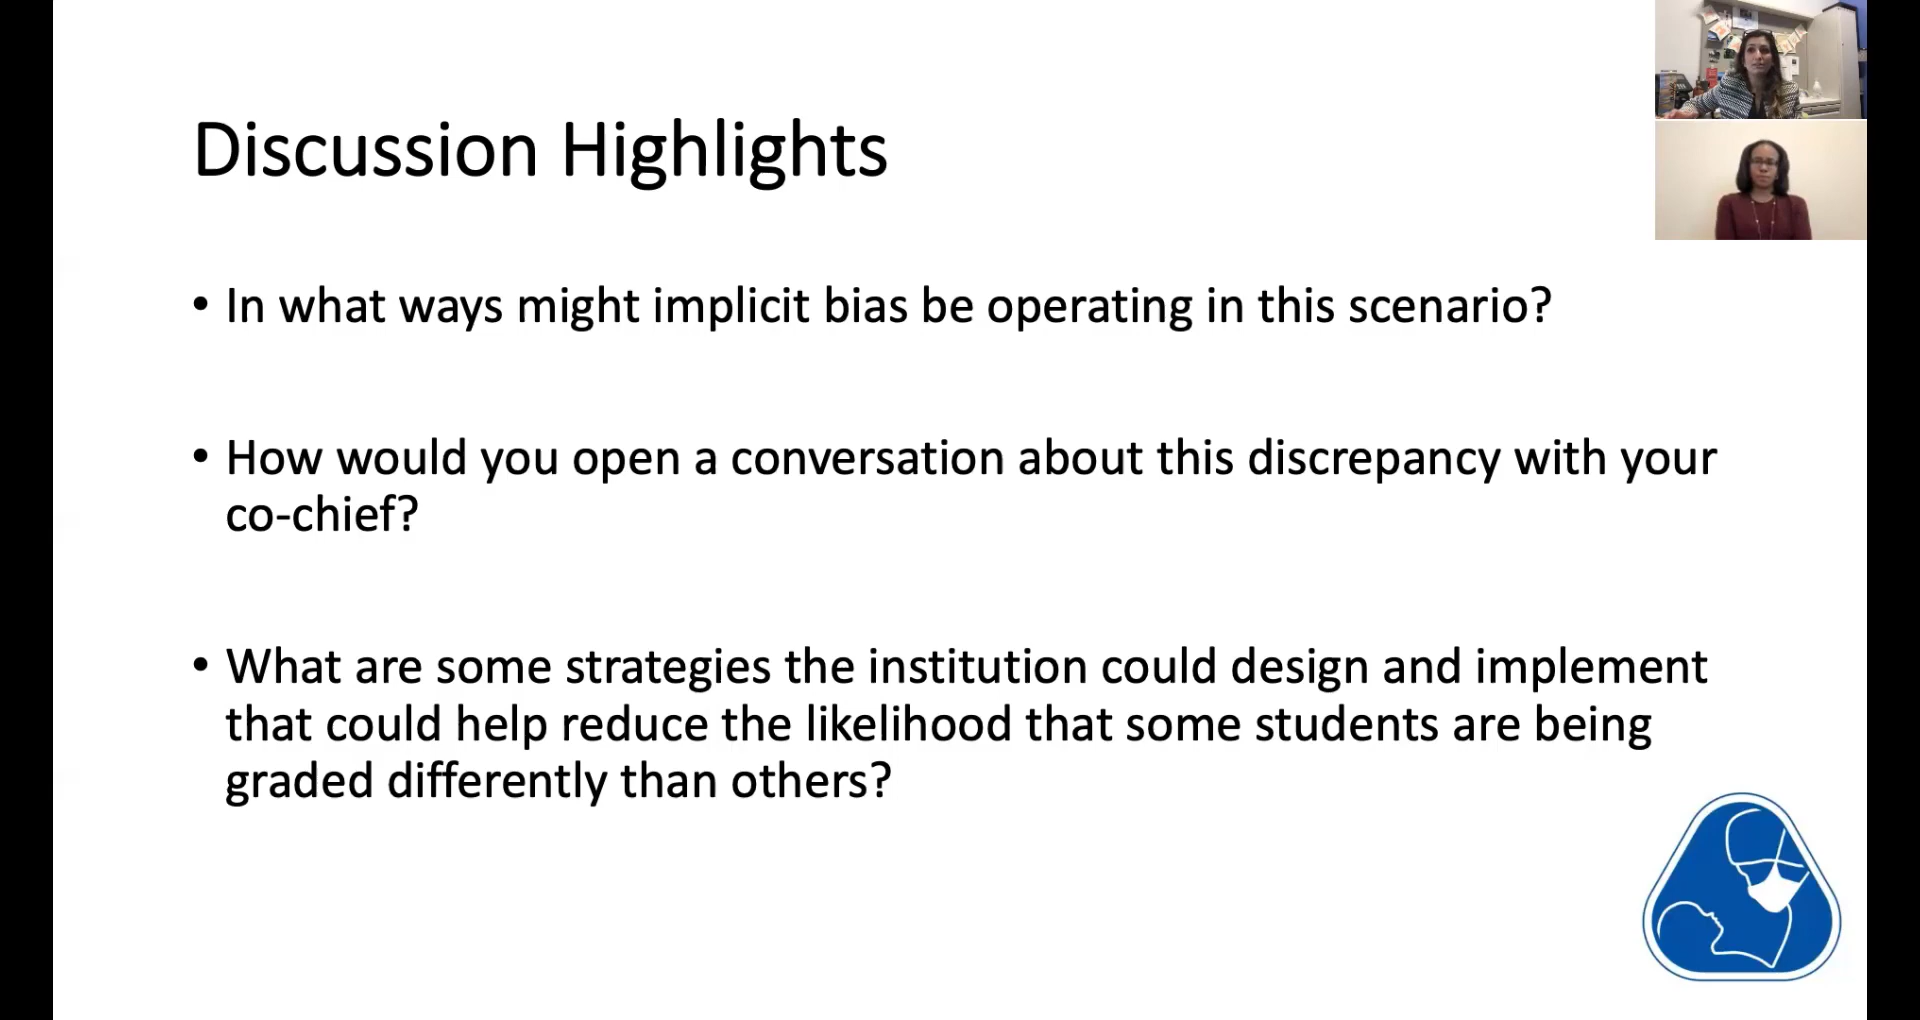 Discussion Highlights
• In what ways might implicit bias be operating in this scenario?
• How would you open a conversation about this discrepancy with your
co-chief?
• What are some strategies the institution could design and implement
that could help reduce the likelihood that some students are being
graded differently than others?